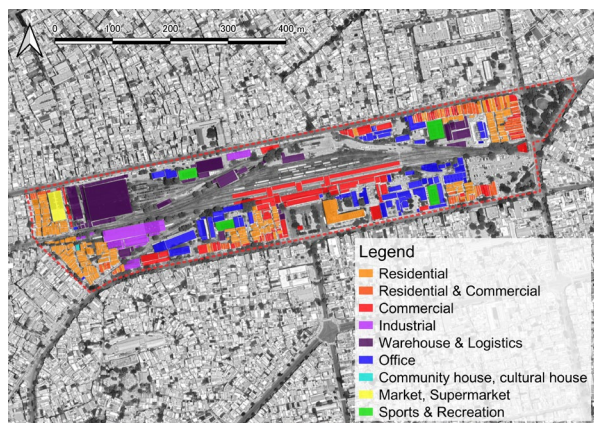 0 100 200 300 400 m
Legend
Residential
Residential & Commercial
Commercial
Industrial
Warehouse & Logistics
Office
Community house, cultural house
Market, Supermarket
Sports & Recreation